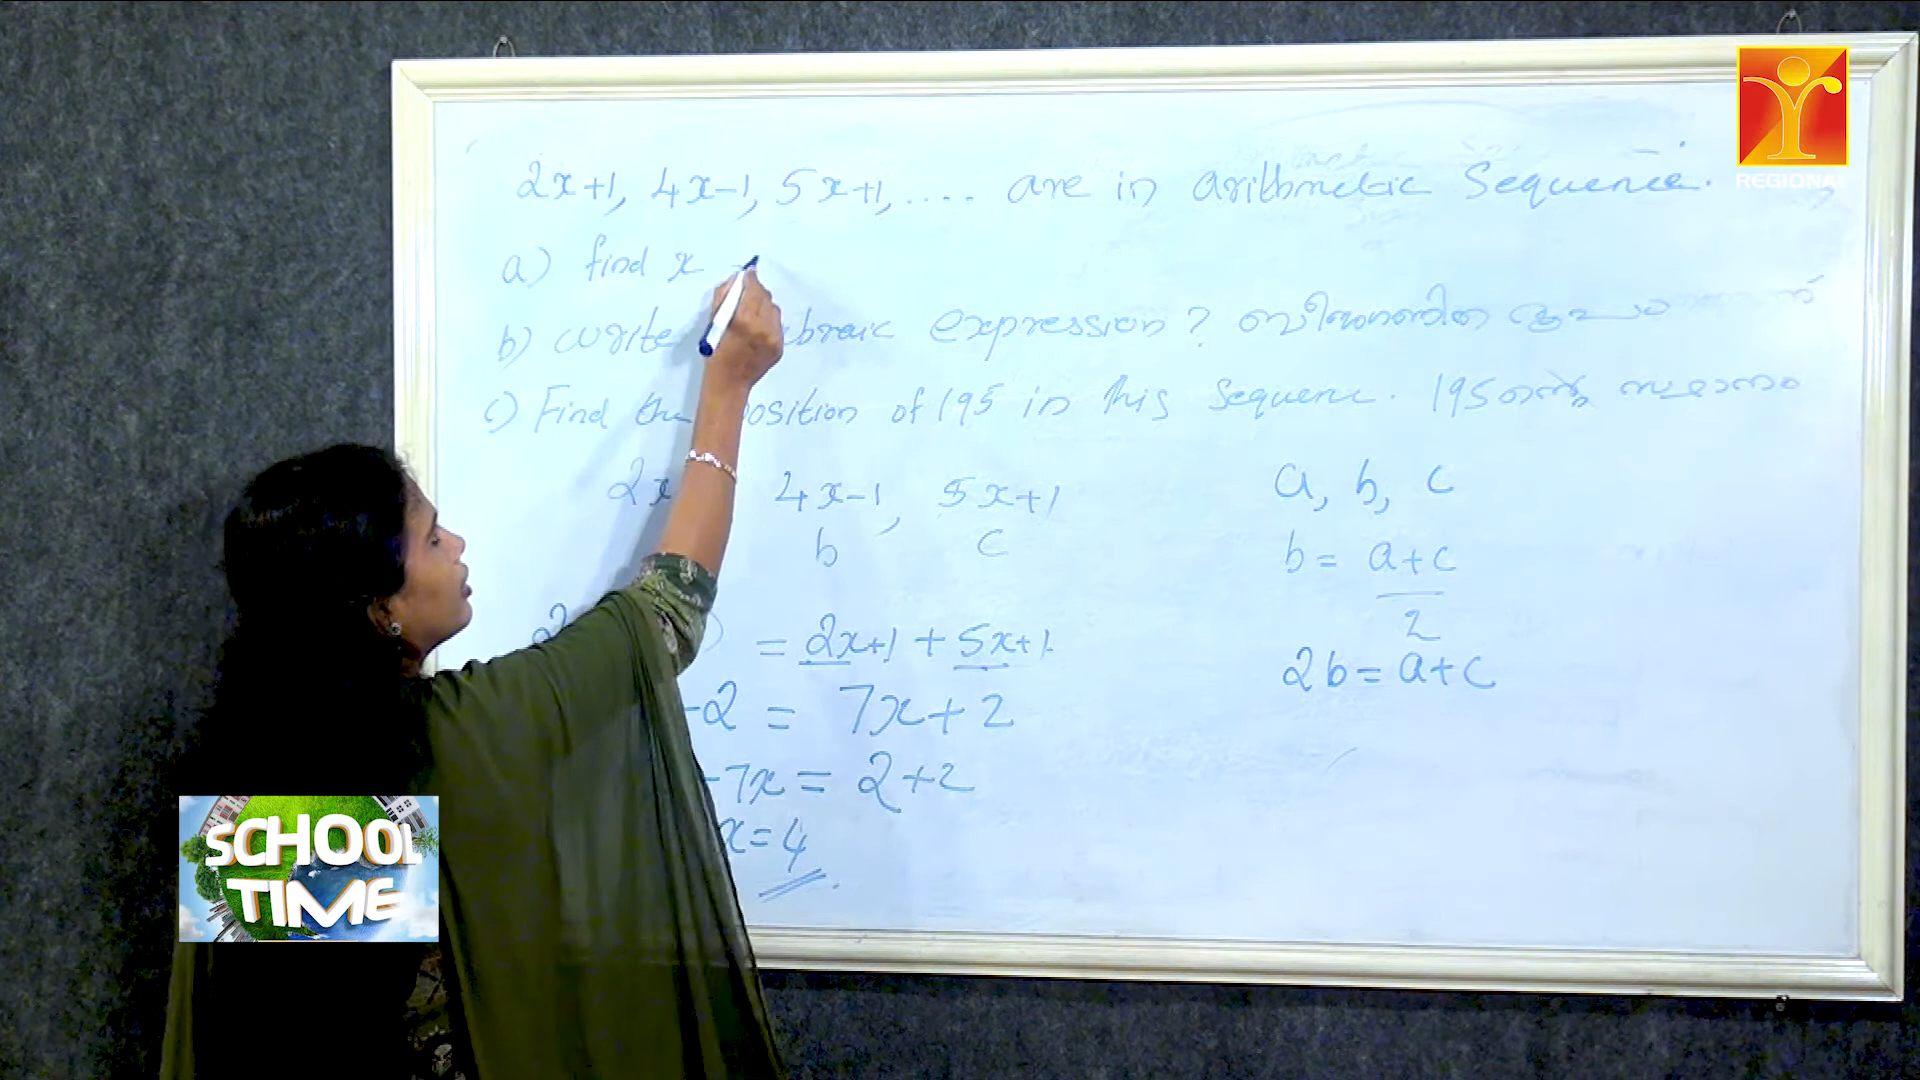 2x+1, 4x-1, 5x+1, .... are in arithmetic Sequence.
REGIONAL
a) find x
b) write expression? ബീജഗണിത രൂപം
c) Find the position of 195 in this Sequence. 195ന്റെ സ്ഥാനം
2x 4x-1, 5x+1
b c
a, b, c
b = a+c
2
2b = a+c
= 2x+1 + 5x+1
-2 = 7x+2
-7x = 2+2
x=4
SCHOOL
TIME